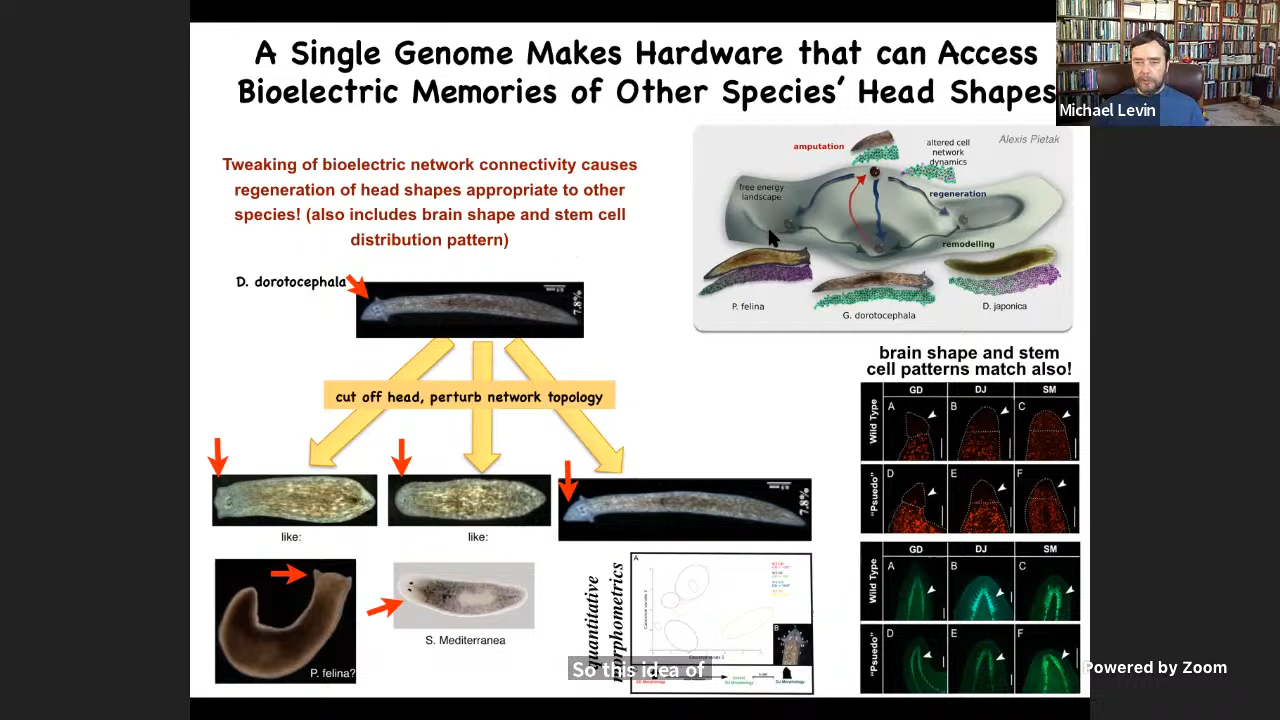 A Single Genome Makes Hardware that can Access
Bioelectric Memories of Other Species' Head Shapes
Michael Levin
Tweaking of bioelectric network connectivity causes
regeneration of head shapes appropriate to other
species! (also includes brain shape and stem cell
distribution pattern)
Alexis Pietak
amputation
altered cell
network
dynamics
free energy
landscape
regeneration
remodelling
P. felina
G. dorotocephala
D. japonica
D. dorotocephala
7.8%
cut off head, perturb network topology
7.8%
like:
like:
P. felina?
S. Mediterranea
quantitative
morphometrics
A
B
brain shape and stem
cell patterns match also!
GD
DJ
SM
Wild Type
A
B
C
"Psuedo"
D
E
F
GD
DJ
SM
Wild Type
A
B
C
"Psuedo"
D
E
F
So this idea of
Powered by Zoom